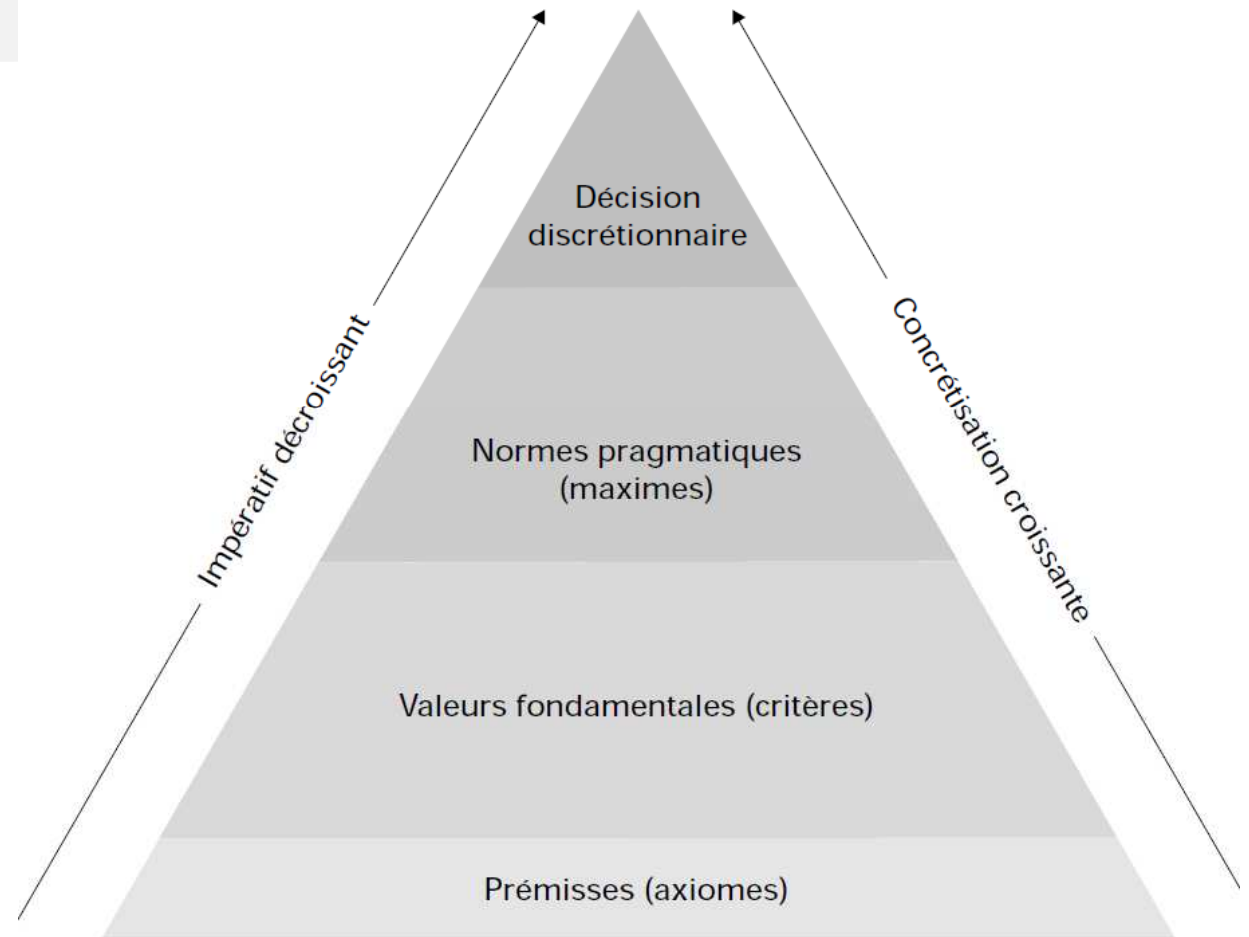 Décision
discrétionnaire
Impératif décroissant
Concrétisation croissante
Normes pragmatiques
(maximes)
Valeurs fondamentales (critères)
Prémisses (axiomes)